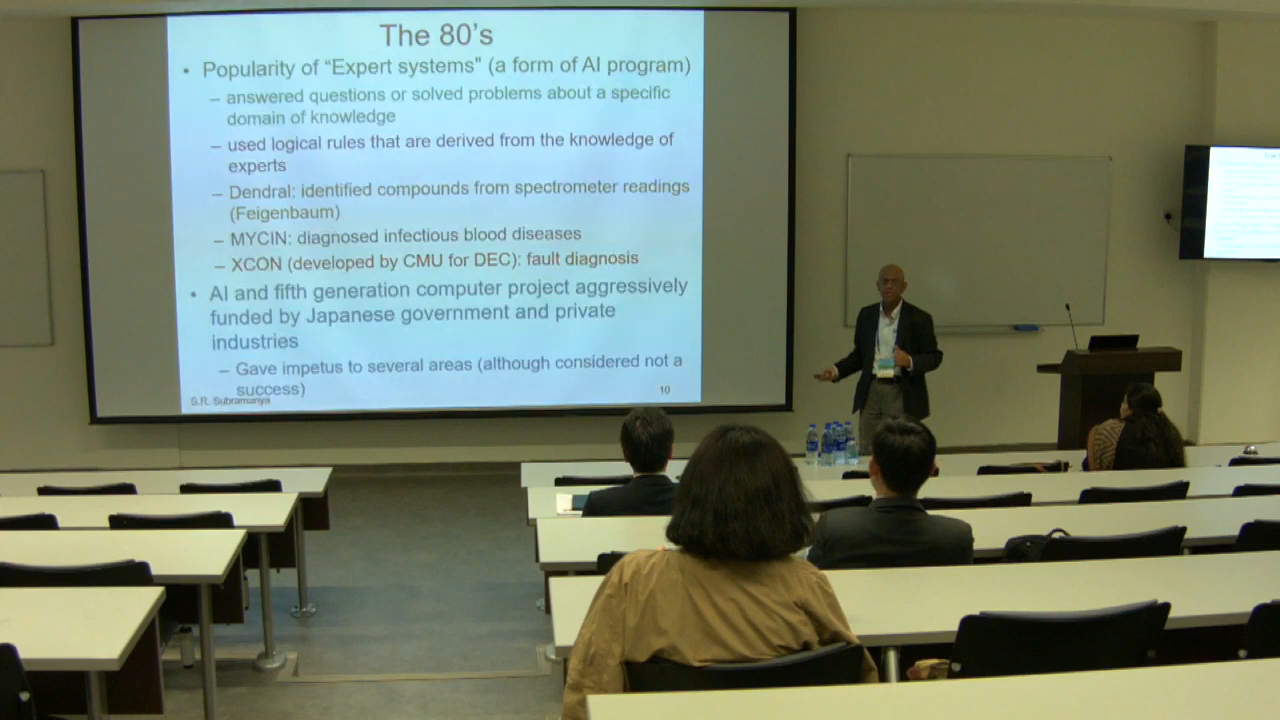 The 80's
• Popularity of “Expert systems" (a form of AI program)
– answered questions or solved problems about a specific
domain of knowledge
– used logical rules that are derived from the knowledge of
experts
– Dendral: identified compounds from spectrometer readings
(Feigenbaum)
– MYCIN: diagnosed infectious blood diseases
– XCON (developed by CMU for DEC): fault diagnosis
• AI and fifth generation computer project aggressively
funded by Japanese government and private
industries
– Gave impetus to several areas (although considered not a
success)
S.R. Subramanya
10